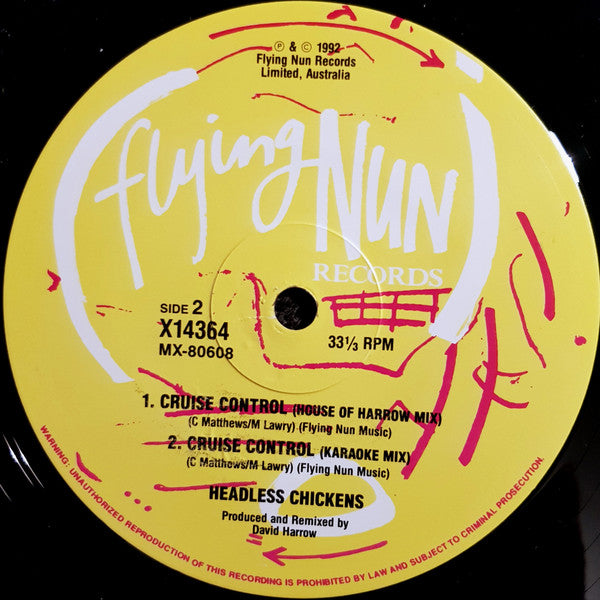 ℗ & © 1992
Flying Nun Records
Limited, Australia
flying NUN
RECORDS
SIDE 2
X14364
MX-80608
33⅓ RPM
1. CRUISE CONTROL (HOUSE OF HARROW MIX)
(C Matthews/M Lawry) (Flying Nun Music)
2. CRUISE CONTROL (KARAOKE MIX)
(C Matthews/M Lawry) (Flying Nun Music)
HEADLESS CHICKENS
Produced and Remixed by
David Harrow
WARNING: UNAUTHORIZED REPRODUCTION OF THIS RECORDING IS PROHIBITED BY LAW AND SUBJECT TO CRIMINAL PROSECUTION.